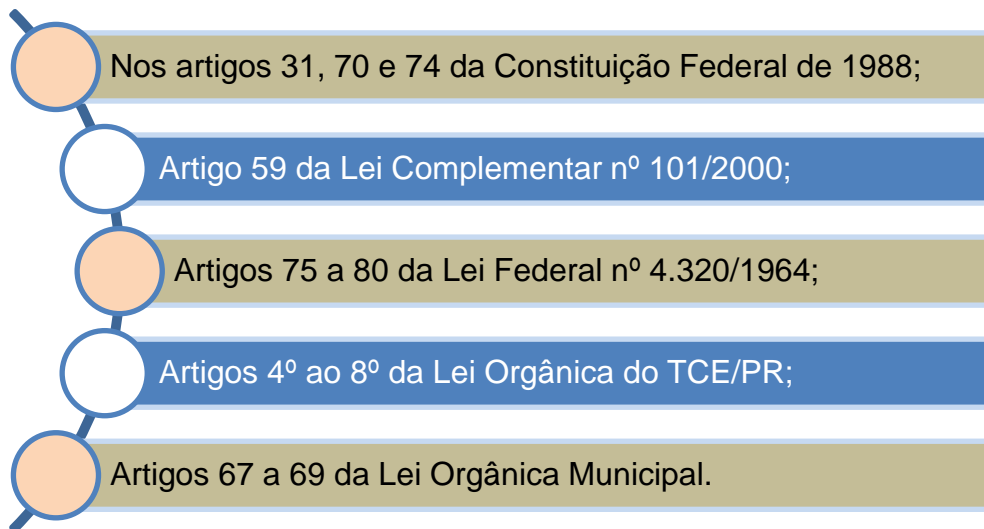 Nos artigos 31, 70 e 74 da Constituição Federal de 1988;
Artigo 59 da Lei Complementar nº 101/2000;
Artigos 75 a 80 da Lei Federal nº 4.320/1964;
Artigos 4º ao 8º da Lei Orgânica do TCE/PR;
Artigos 67 a 69 da Lei Orgânica Municipal.